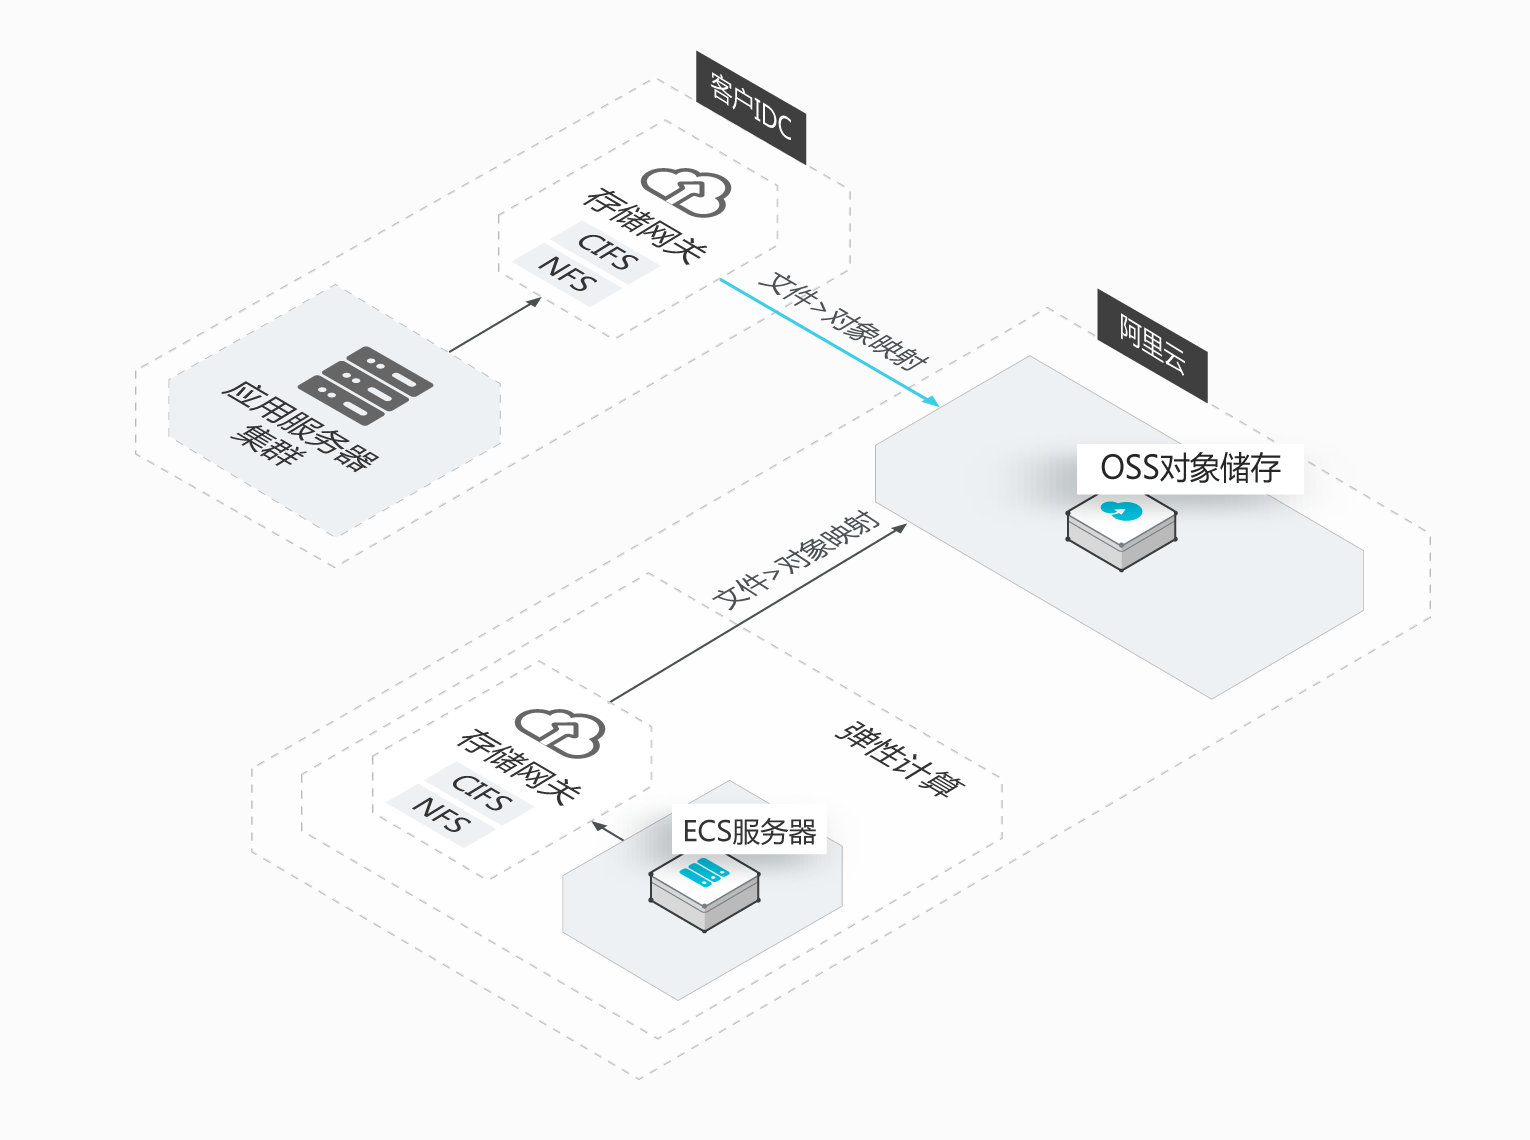 客户IDC
存储网关
CIFS
NFS
应用服务器
集群
文件>对象映射
阿里云
OSS对象储存
文件>对象映射
存储网关
CIFS
NFS
弹性计算
ECS服务器